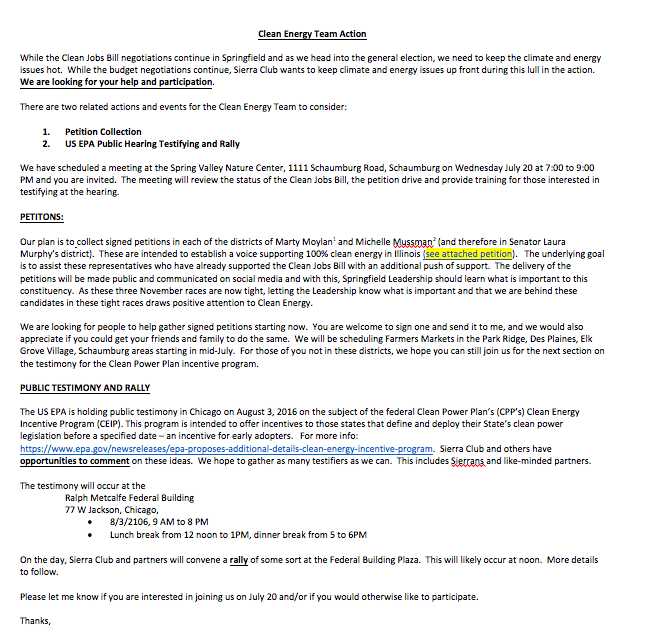 Clean Energy Team Action
While the Clean Jobs Bill negotiations continue in Springfield and as we head into the general election, we need to keep the climate and energy
issues hot. While the budget negotiations continue, Sierra Club wants to keep climate and energy issues up front during this lull in the action.
We are looking for your help and participation.
There are two related actions and events for the Clean Energy Team to consider:
1. Petition Collection
2. US EPA Public Hearing Testifying and Rally
We have scheduled a meeting at the Spring Valley Nature Center, 1111 Schaumburg Road, Schaumburg on Wednesday July 20 at 7:00 to 9:00
PM and you are invited. The meeting will review the status of the Clean Jobs Bill, the petition drive and provide training for those interested in
testifying at the hearing.
PETITONS:
Our plan is to collect signed petitions in each of the districts of Marty Moylan¹ and Michelle Mussman² (and therefore in Senator Laura
Murphy's district). These are intended to establish a voice supporting 100% clean energy in Illinois (see attached petition). The underlying goal
is to assist these representatives who have already supported the Clean Jobs Bill with an additional push of support. The delivery of the
petitions will be made public and communicated on social media and with this, Springfield Leadership should learn what is important to this
constituency. As these three November races are now tight, letting the Leadership know what is important and that we are behind these
candidates in these tight races draws positive attention to Clean Energy.
We are looking for people to help gather signed petitions starting now. You are welcome to sign one and send it to me, and we would also
appreciate if you could get your friends and family to do the same. We will be scheduling Farmers Markets in the Park Ridge, Des Plaines, Elk
Grove Village, Schaumburg areas starting in mid-July. For those of you not in these districts, we hope you can still join us for the next section on
the testimony for the Clean Power Plan incentive program.
PUBLIC TESTIMONY AND RALLY
The US EPA is holding public testimony in Chicago on August 3, 2016 on the subject of the federal Clean Power Plan's (CPP's) Clean Energy
Incentive Program (CEIP). This program is intended to offer incentives to those states that define and deploy their State's clean power
legislation before a specified date – an incentive for early adopters. For more info:
https://www.epa.gov/newsreleases/epa-proposes-additional-details-clean-energy-incentive-program. Sierra Club and others have
opportunities to comment on these ideas. We hope to gather as many testifiers as we can. This includes Sierrans and like-minded partners.
The testimony will occur at the
Ralph Metcalfe Federal Building
77 W Jackson, Chicago,
• 8/3/2106, 9 AM to 8 PM
• Lunch break from 12 noon to 1PM, dinner break from 5 to 6PM
On the day, Sierra Club and partners will convene a rally of some sort at the Federal Building Plaza. This will likely occur at noon. More details
to follow.
Please let me know if you are interested in joining us on July 20 and/or if you would otherwise like to participate.
Thanks,